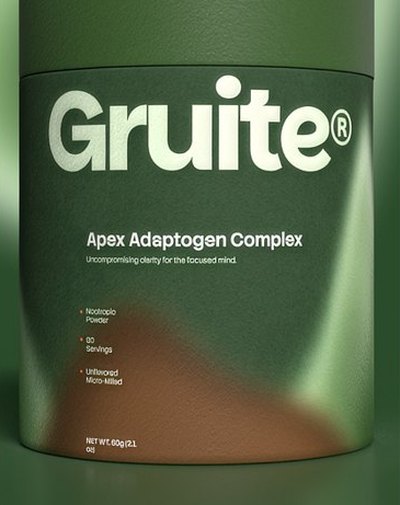 Gruite®
Apex Adaptogen Complex
Uncompromising clarity for the focused mind.
Nootropic
Powder
Servings
Unflavored
Micro-Milled
NET WT. 60g (2.1
oz)